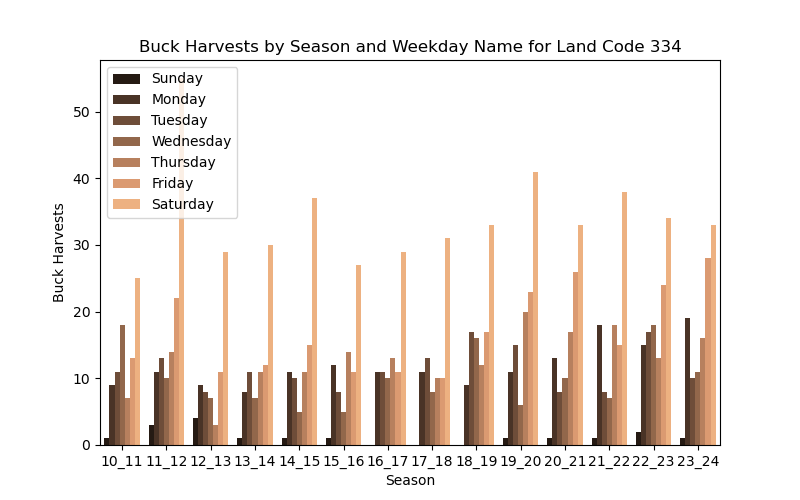 Buck Harvests by Season and Weekday Name for Land Code 334
Sunday
Monday
Tuesday
Wednesday
Thursday
Friday
Saturday
50
40
30
20
10
0
Buck Harvests
10_11 11_12 12_13 13_14 14_15 15_16 16_17 17_18 18_19 19_20 20_21 21_22 22_23 23_24
Season